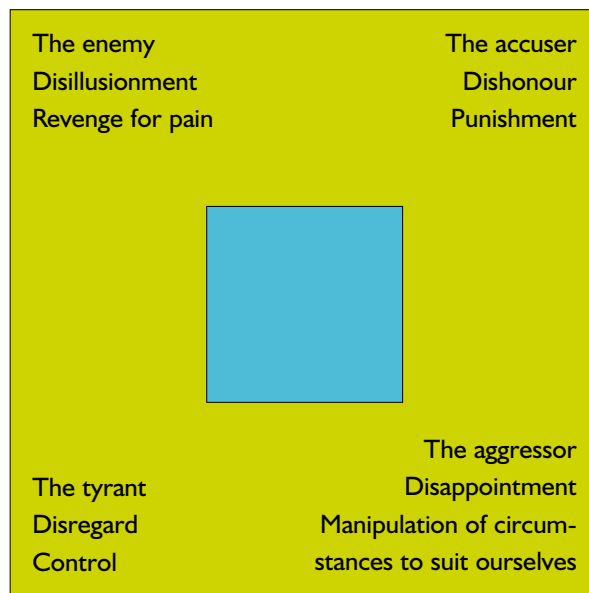 The enemy
Disillusionment
Revenge for pain
The accuser
Dishonour
Punishment
The tyrant
Disregard
Control
The aggressor
Disappointment
Manipulation of circum-
stances to suit ourselves